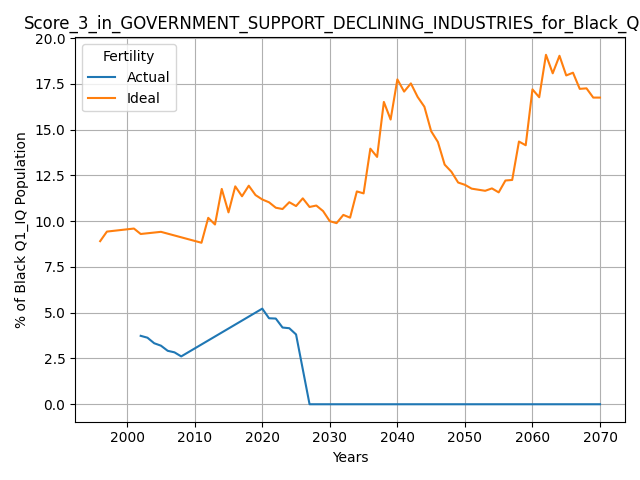 Score_3_in_GOVERNMENT_SUPPORT_DECLINING_INDUSTRIES_for_Black_Q
Fertility
Actual
Ideal
% of Black Q1_IQ Population
20.0
17.5
15.0
12.5
10.0
7.5
5.0
2.5
0.0
2000 2010 2020 2030 2040 2050 2060 2070
Years